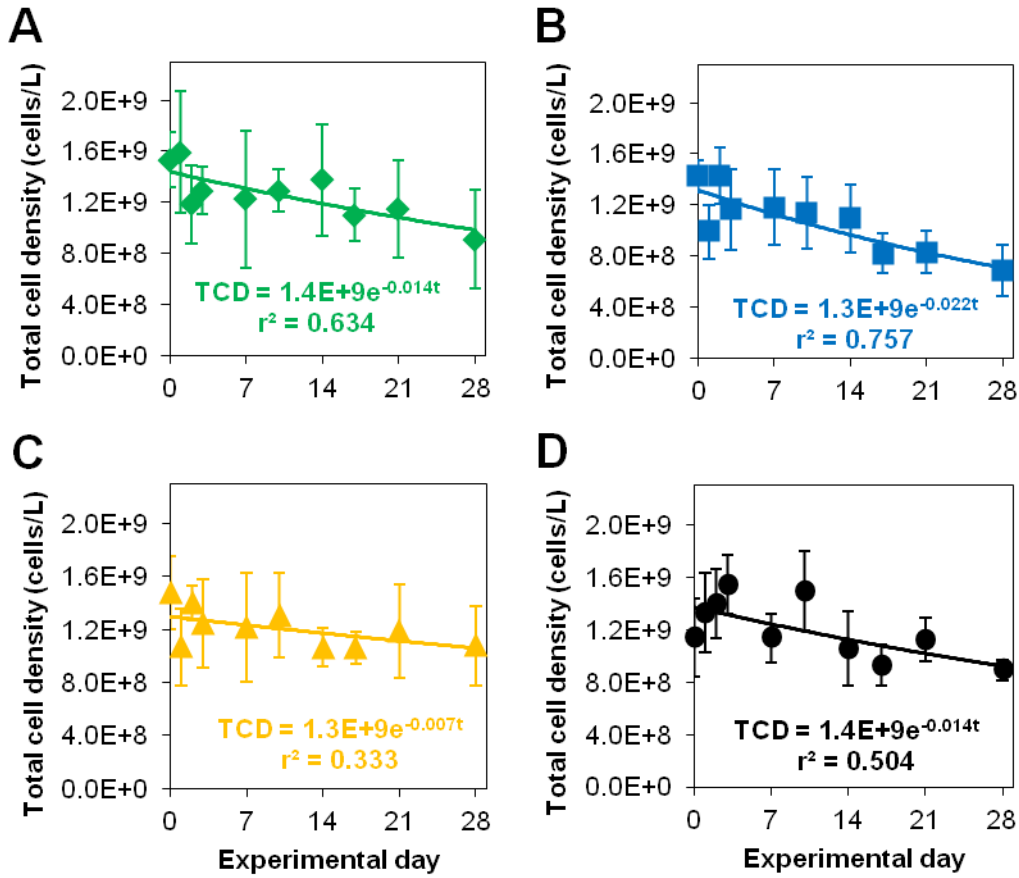 A
Total cell density (cells/L)
2.0E+9
1.6E+9
1.2E+9
8.0E+8
4.0E+8
0.0E+0
TCD = 1.4E+9e^-0.014t
r² = 0.634
0 7 14 21 28
B
Total cell density (cells/L)
2.0E+9
1.6E+9
1.2E+9
8.0E+8
4.0E+8
0.0E+0
TCD = 1.3E+9e^-0.022t
r² = 0.757
0 7 14 21 28
C
Total cell density (cells/L)
2.0E+9
1.6E+9
1.2E+9
8.0E+8
4.0E+8
0.0E+0
TCD = 1.3E+9e^-0.007t
r² = 0.333
0 7 14 21 28
Experimental day
D
Total cell density (cells/L)
2.0E+9
1.6E+9
1.2E+9
8.0E+8
4.0E+8
0.0E+0
TCD = 1.4E+9e^-0.014t
r² = 0.504
0 7 14 21 28
Experimental day